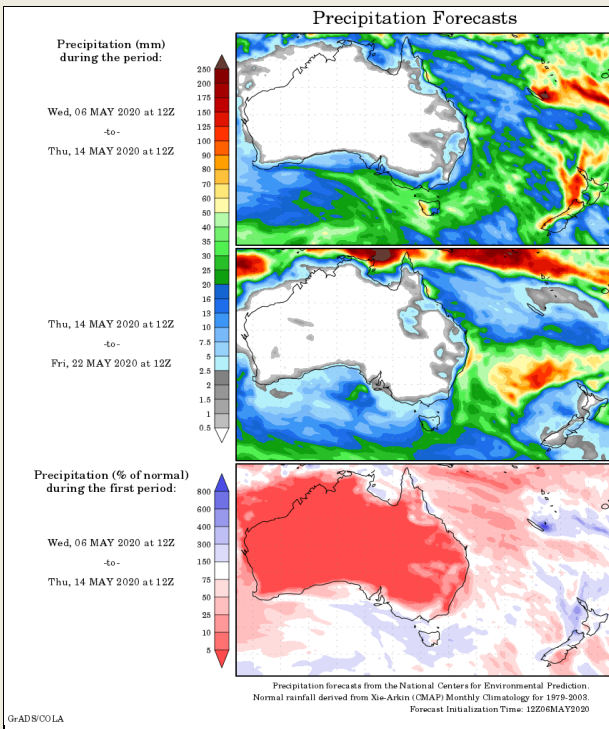 Precipitation Forecasts
Precipitation (mm)
during the period:
Wed, 06 MAY 2020 at 12Z
-to-
Thu, 14 MAY 2020 at 12Z
250
200
175
150
125
100
90
80
70
60
50
40
35
30
25
20
16
13
10
7.5
5
2.5
2
1.5
1
0.5
Thu, 14 MAY 2020 at 12Z
-to-
Fri, 22 MAY 2020 at 12Z
Precipitation (% of normal)
during the first period:
Wed, 06 MAY 2020 at 12Z
-to-
Thu, 14 MAY 2020 at 12Z
800
600
400
300
150
75
50
25
10
5
Precipitation forecasts from the National Centers for Environmental Prediction.
Normal rainfall derived from Xie-Arkin (CMAP) Monthly Climatology for 1979-2003.
Forecast Initialization Time: 12Z06MAY2020
GrADS/COLA